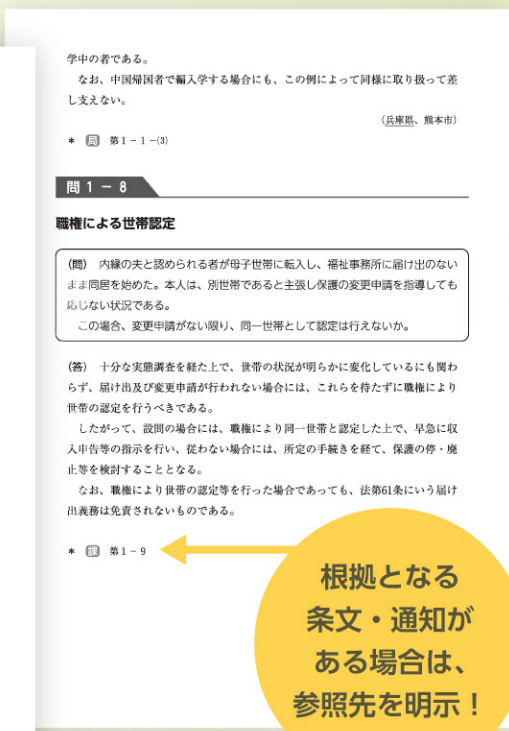 学中の者である。
なお、中国帰国者で編入学する場合にも、この例によって同様に取り扱って差
し支えない。
（兵庫県、熊本市）
＊ 局 第１－１－⑶
問１－８
職権による世帯認定
（問） 内縁の夫と認められる者が母子世帯に転入し、福祉事務所に届け出のない
まま同居を始めた。本人は、別世帯であると主張し保護の変更申請を指導しても
応じない状況である。
この場合、変更申請がない限り、同一世帯として認定は行えないか。
（答） 十分な実態調査を経た上で、世帯の状況が明らかに変化しているにも関わ
らず、届け出及び変更申請が行われない場合には、これらを待たずに職権により
世帯の認定を行うべきである。
したがって、設問の場合には、職権により同一世帯と認定した上で、早急に収
入申告等の指示を行い、従わない場合には、所定の手続きを経て、保護の停・廃
止等を検討することとなる。
なお、職権により世帯の認定等を行った場合であっても、法第61条にいう届け
出義務は免責されないものである。
＊ 課 第１－９
根拠となる
条文・通知が
ある場合は、
参照先を明示！